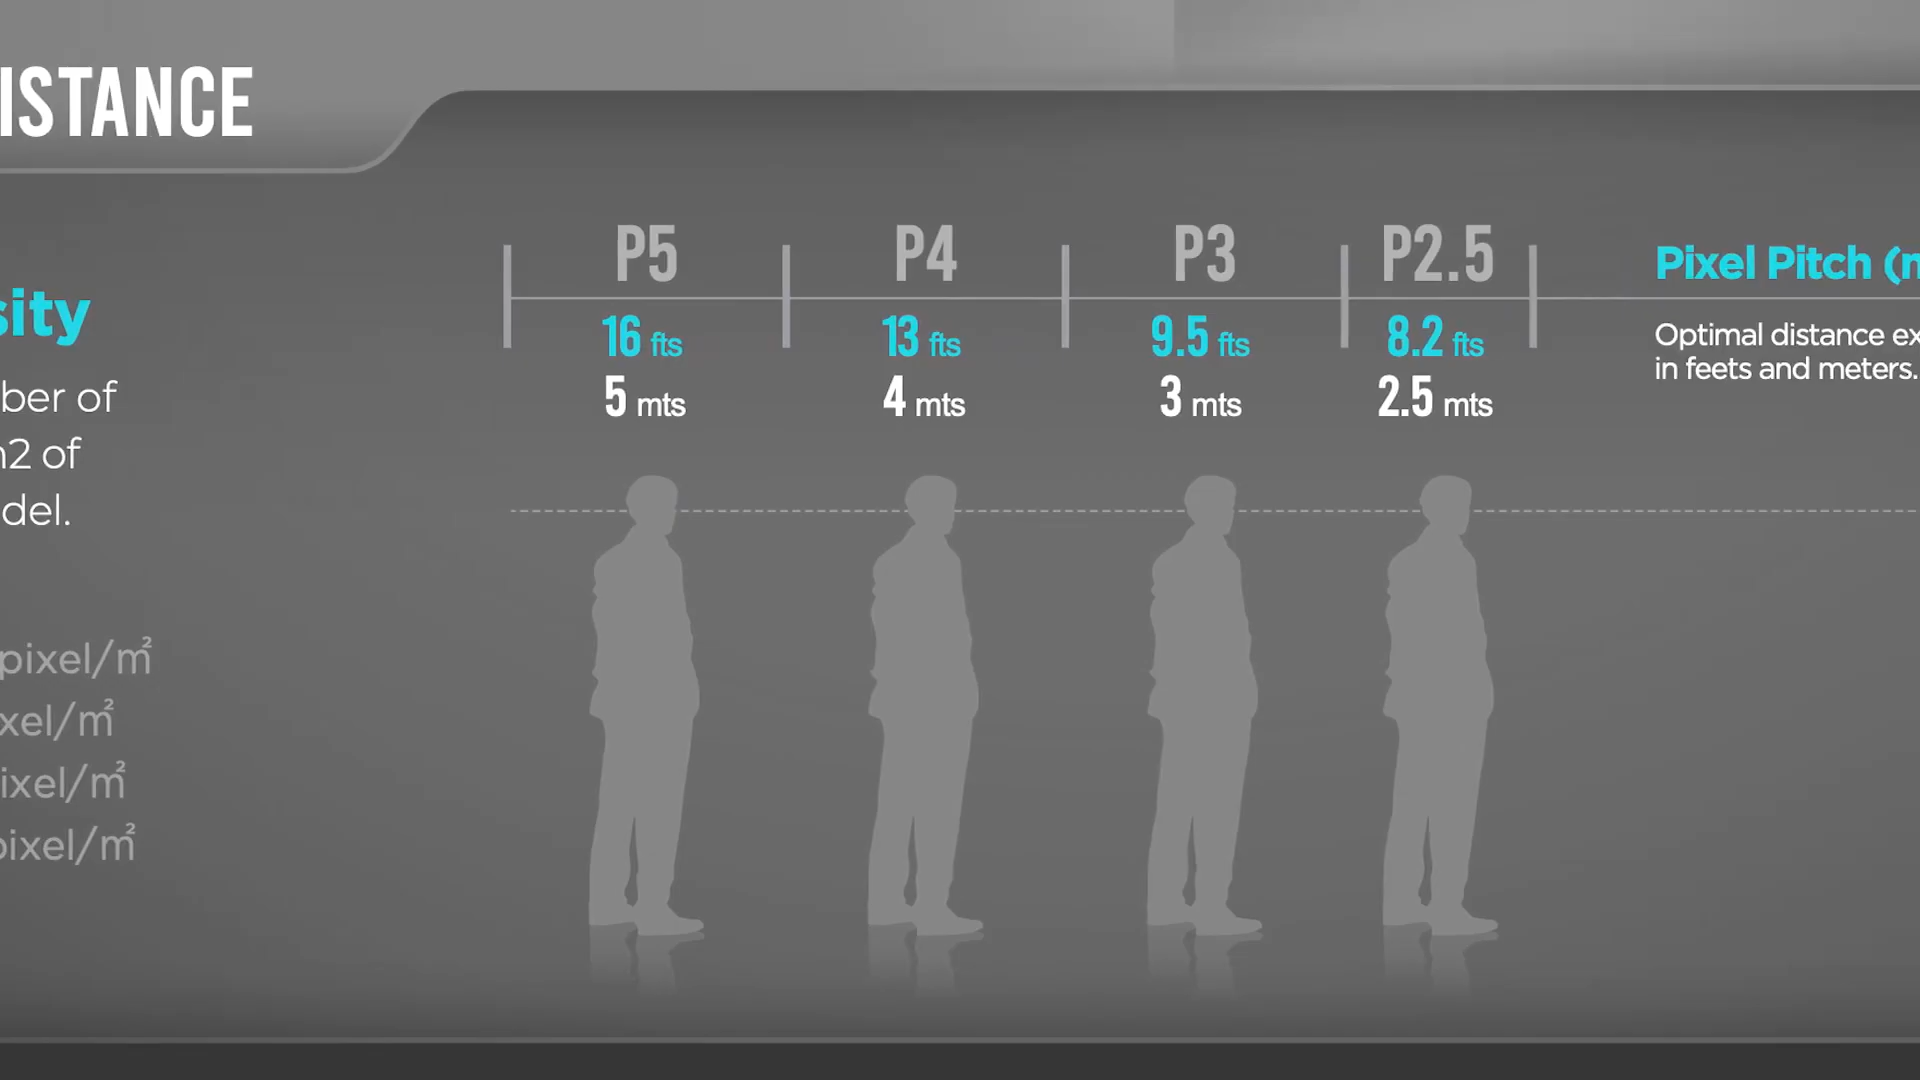 ISTANCE
sity
ber of
2 of
del.
pixel/㎡
xel/㎡
ixel/㎡
pixel/㎡
P5 P4 P3 P2.5
16 fts 13 fts 9.5 fts 8.2 fts
5 mts 4 mts 3 mts 2.5 mts
Pixel Pitch (
Optimal distance ex
in feets and meters.